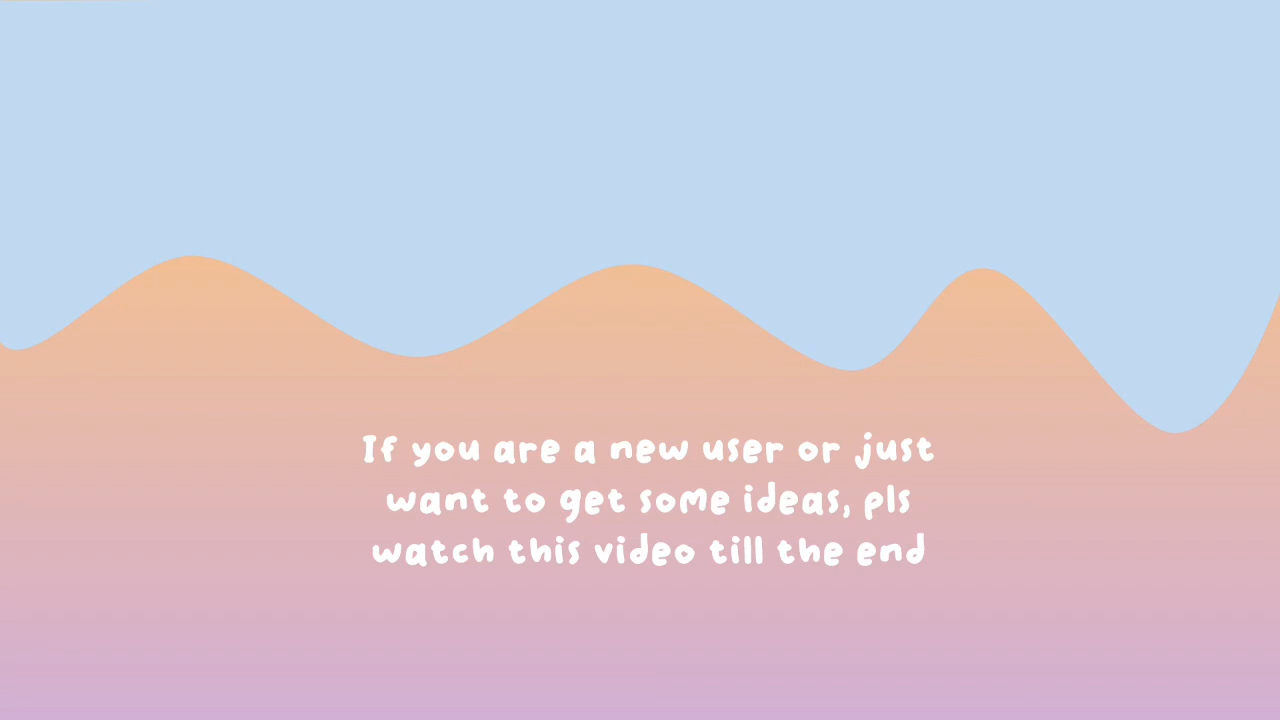 If you are a new user or just
want to get some ideas, pls
watch this video till the end